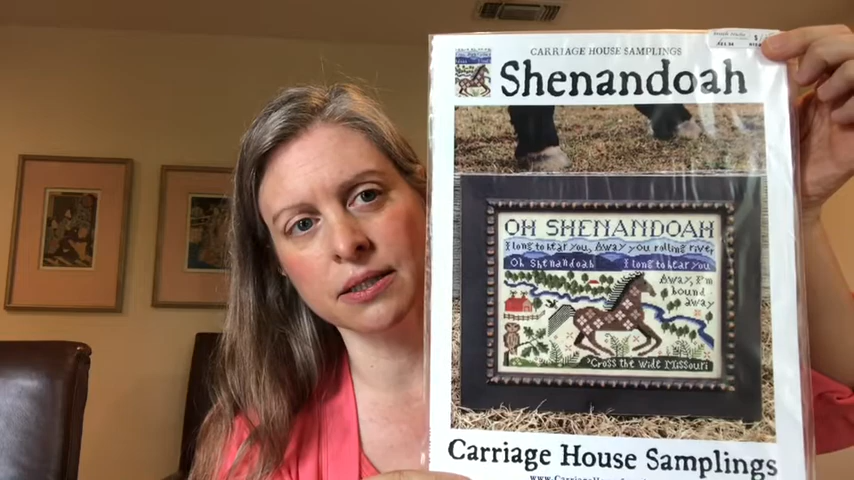 CARRIAGE HOUSE SAMPLINGS
Shenandoah
OH SHENANDOAH
I long to hear you, Away you rolling river
Oh Shenandoah I long to hear you
Away, I'm
bound
away
'Cross the wide Missouri
Carriage House Samplings